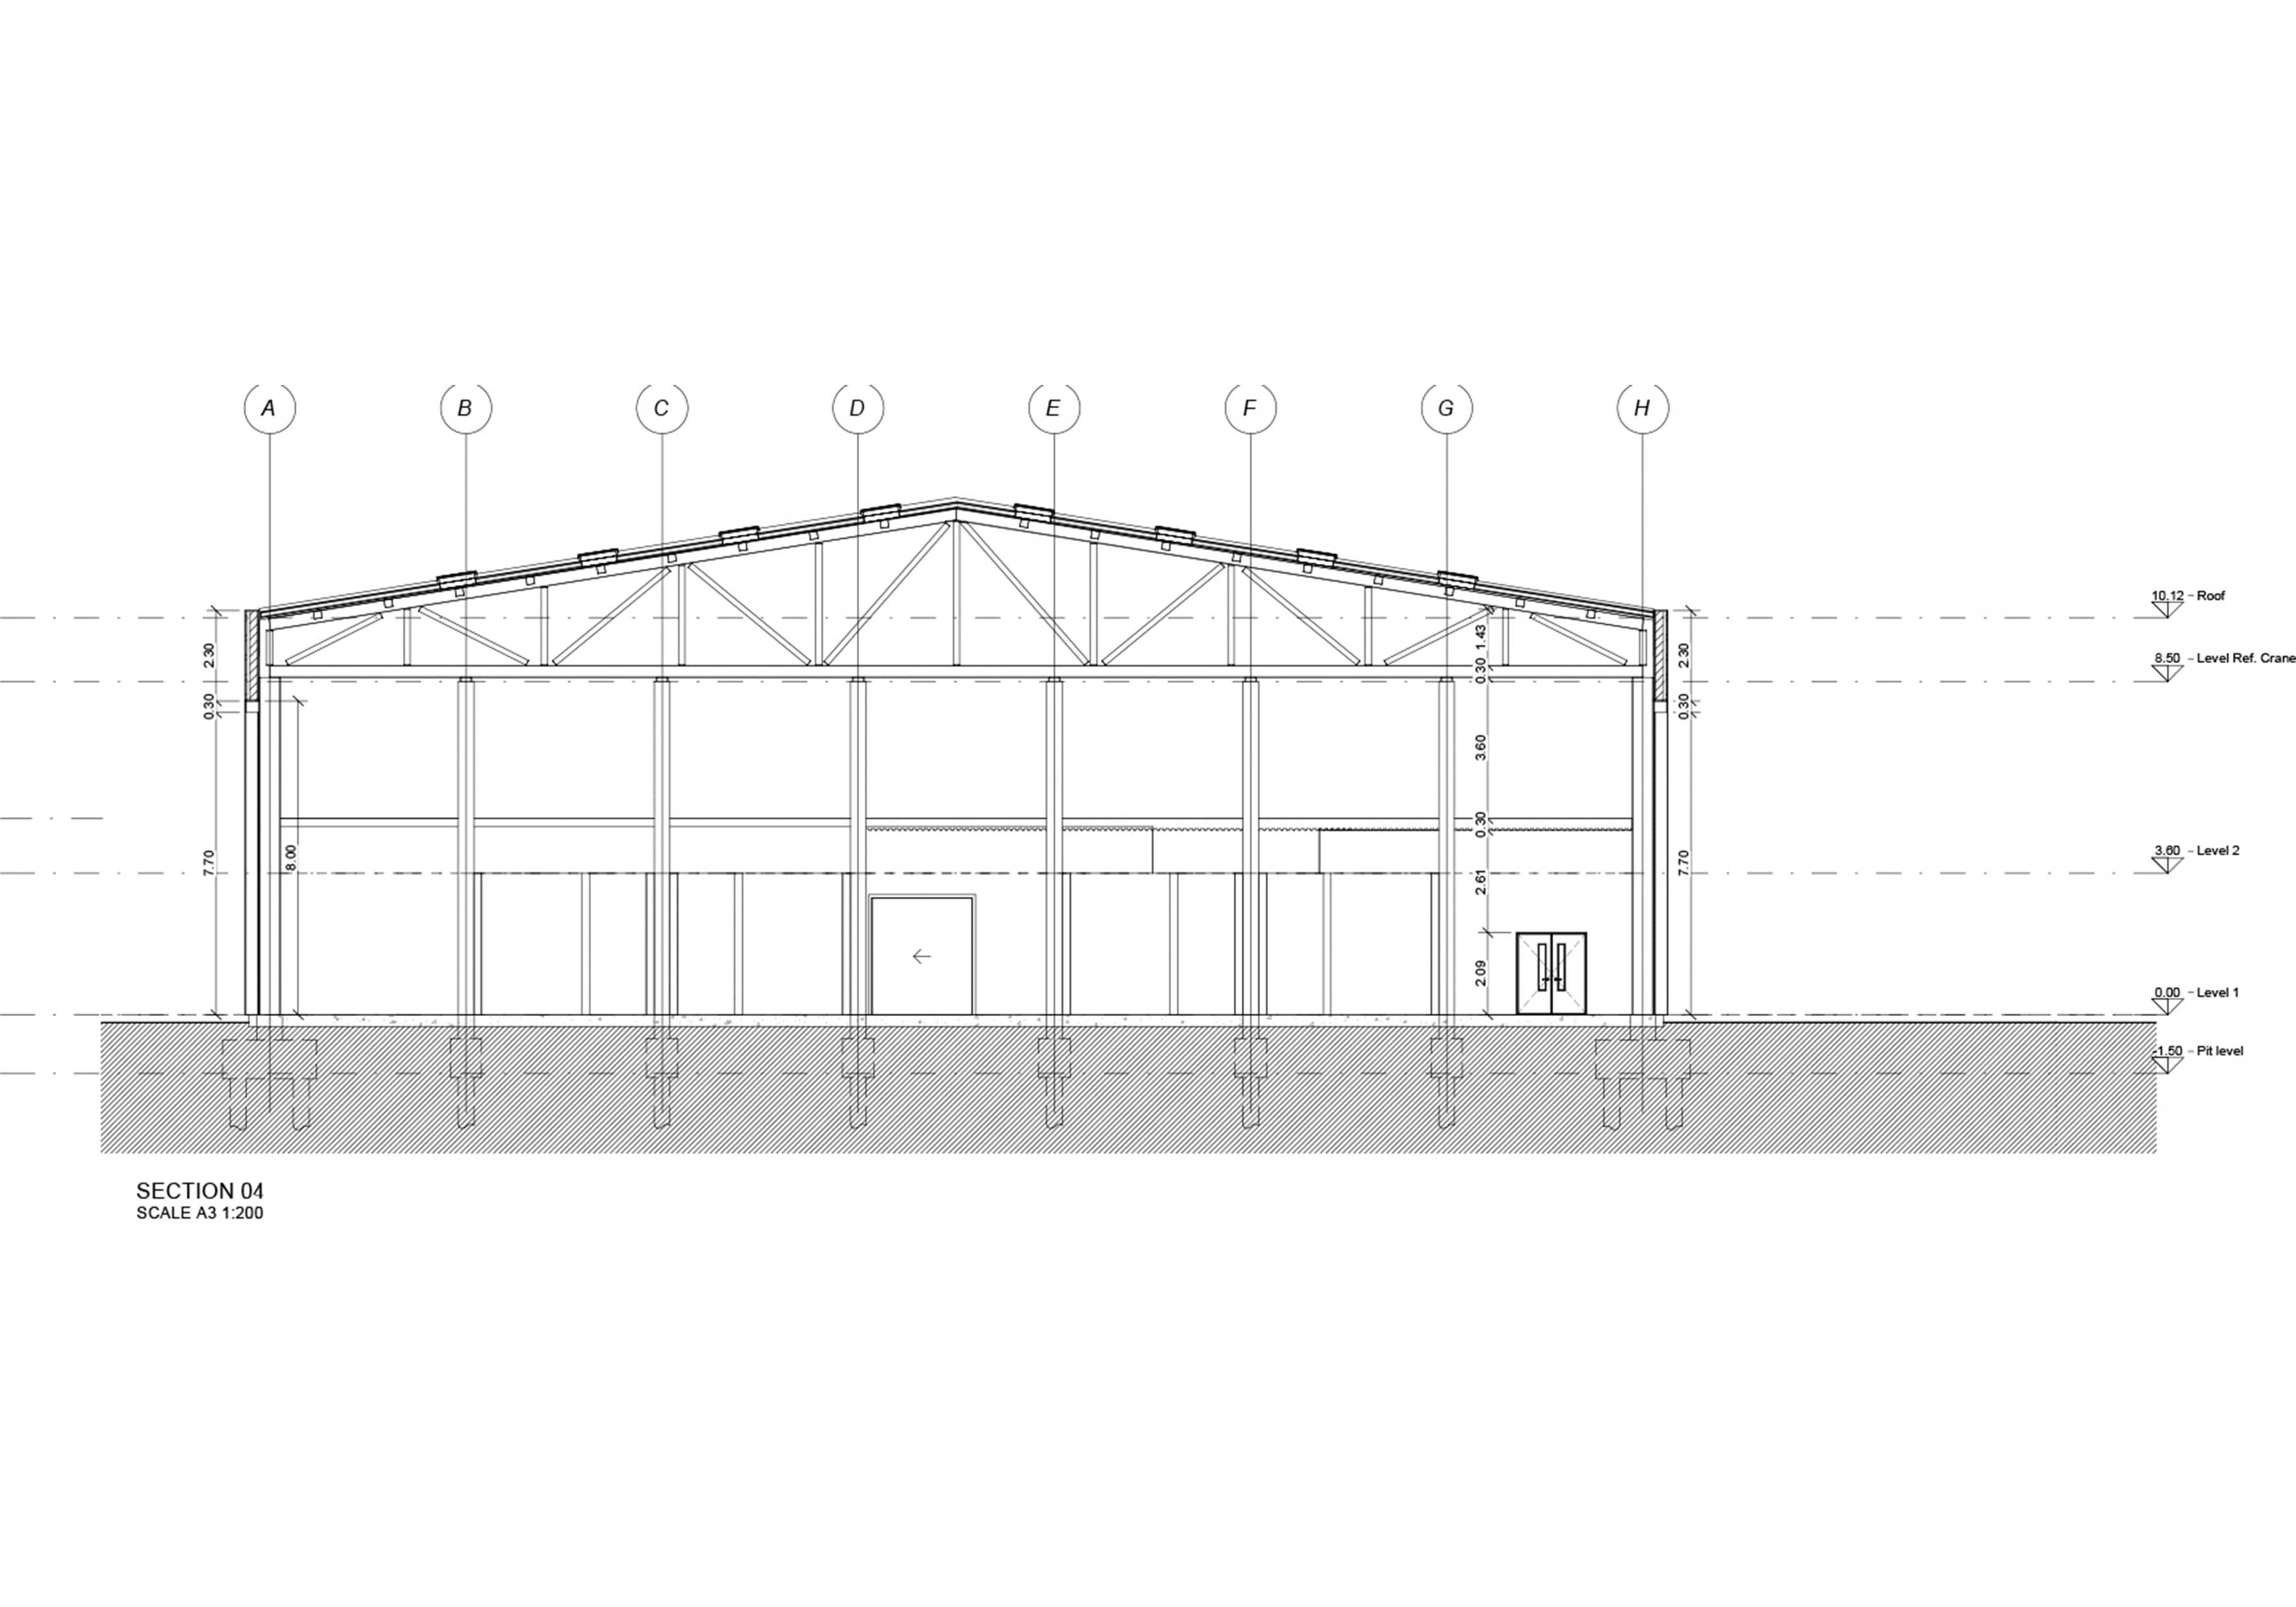 A B C D E F G H
10.12 - Roof
2.30
1.43
2.30
8.50 - Level Ref. Crane
0.30
0.30
0.30
3.60
0.30
8.00
7.70
2.61
7.70
3.60 - Level 2
2.09
0.00 - Level 1
-1.50 - Pit level
SECTION 04
SCALE A3 1:200